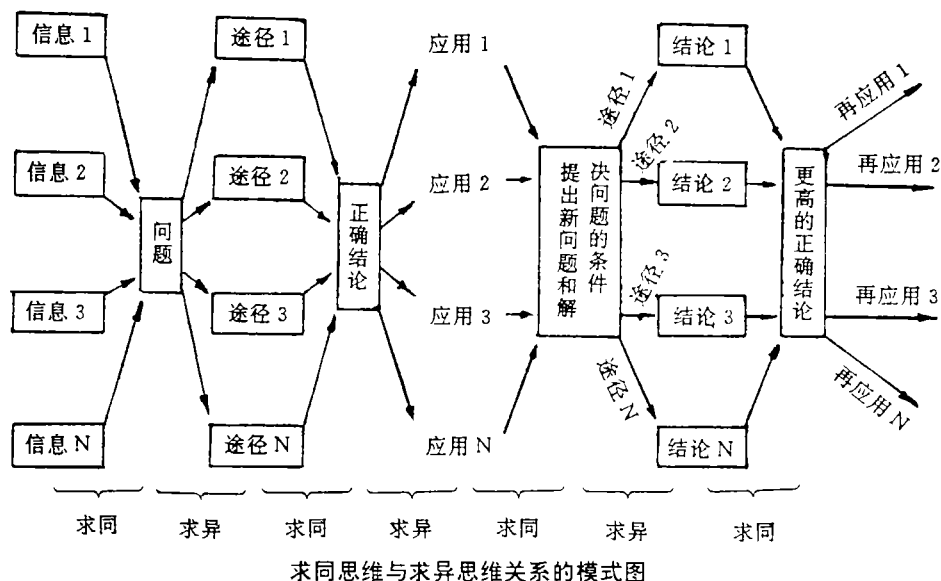 信息1
途径1
应用1
结论1
途径1
再应用1
信息2
途径2
应用2
途径2
结论2
再应用2
问题
正确结论
提出新问题和解
决问题的条件
更高的正确结论
信息3
途径3
应用3
途径3
结论3
再应用3
途径N
再应用N
信息N
途径N
应用N
结论N
求同 求异 求同 求异 求同 求异 求同
求同思维与求异思维关系的模式图